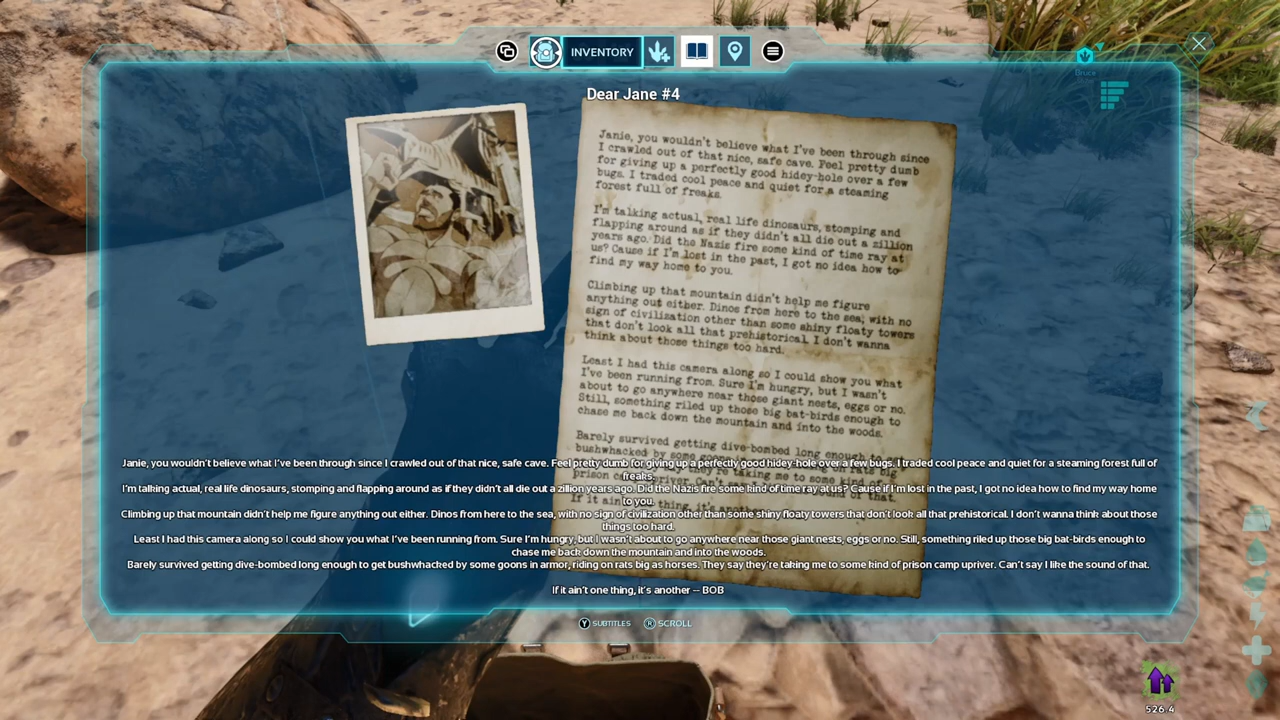 INVENTORY
Bruce
Dear Jane #4
Janie, you wouldn't believe what I've been through since
I crawled out of that nice, safe cave. Feel pretty dumb
for giving up a perfectly good hidey-hole over a few
bugs. I traded cool peace and quiet for a steaming
forest full of freaks.
I'm talking actual, real life dinosaurs, stomping and
flapping around as if they didn't all die out a zillion
years ago. Did the Nazis fire some kind of time ray at
us? Cause if I'm lost in the past, I got no idea how to
find my way home to you.
Climbing up that mountain didn't help me figure
anything out either. Dinos from here to the sea, with no
sign of civilization other than some shiny floaty towers
that don't look all that prehistorical. I don't wanna
think about those things too hard.
Least I had this camera along so I could show you what
I've been running from. Sure I'm hungry, but I wasn't
about to go anywhere near those giant nests, eggs or no.
Still, something riled up those big bat-birds enough to
chase me back down the mountain and into the woods.
Barely survived getting dive-bombed long enough to get
bushwhacked by some goons
Janie, you wouldn't believe what I've been through since I crawled out of that nice, safe cave. Feel pretty dumb for giving up a perfectly good hidey-hole over a few bugs. I traded cool peace and quiet for a steaming forest full of
freaks.
I'm talking actual, real life dinosaurs, stomping and flapping around as if they didn't all die out a zillion years ago. Did the Nazis fire some kind of time ray at us? Cause if I'm lost in the past, I got no idea how to find my way home
to you.
Climbing up that mountain didn't help me figure anything out either. Dinos from here to the sea, with no sign of civilization other than some shiny floaty towers that don't look all that prehistorical. I don't wanna think about those
things too hard.
Least I had this camera along so I could show you what I've been running from. Sure I'm hungry, but I wasn't about to go anywhere near those giant nests, eggs or no. Still, something riled up those big bat-birds enough to
chase me back down the mountain and into the woods.
Barely survived getting dive-bombed long enough to get bushwhacked by some goons in armor, riding on rats big as horses. They say they're taking me to some kind of prison camp upriver. Can't say I like the sound of that.
If it ain't one thing, it's another -- BOB
Y SUBTITLES R SCROLL
526.4